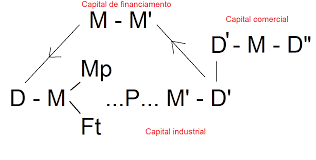 Capital de financiamento
M - M'
Capital comercial
D' - M - D"
Mp
D - M ...P... M' - D'
Ft
Capital industrial